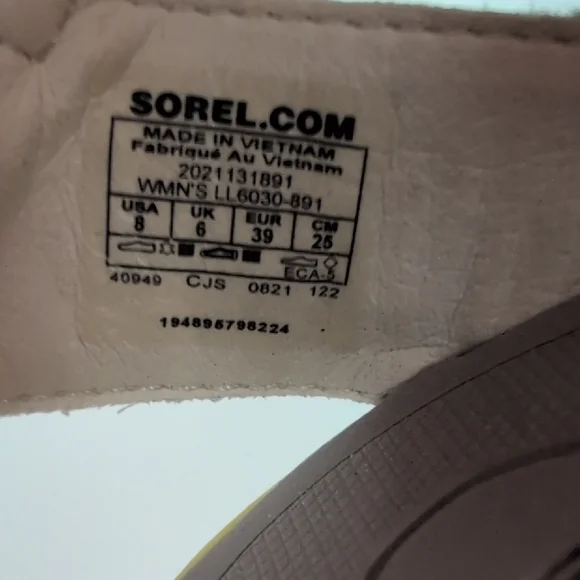 SOREL.COM
MADE IN VIETNAM
Fabriqué Au Vietnam
2021131891
WMN'S LL6030-891
USA UK EUR CM
8 6 39 25
ECA-5
40949 CJS 0821 122
194895798224